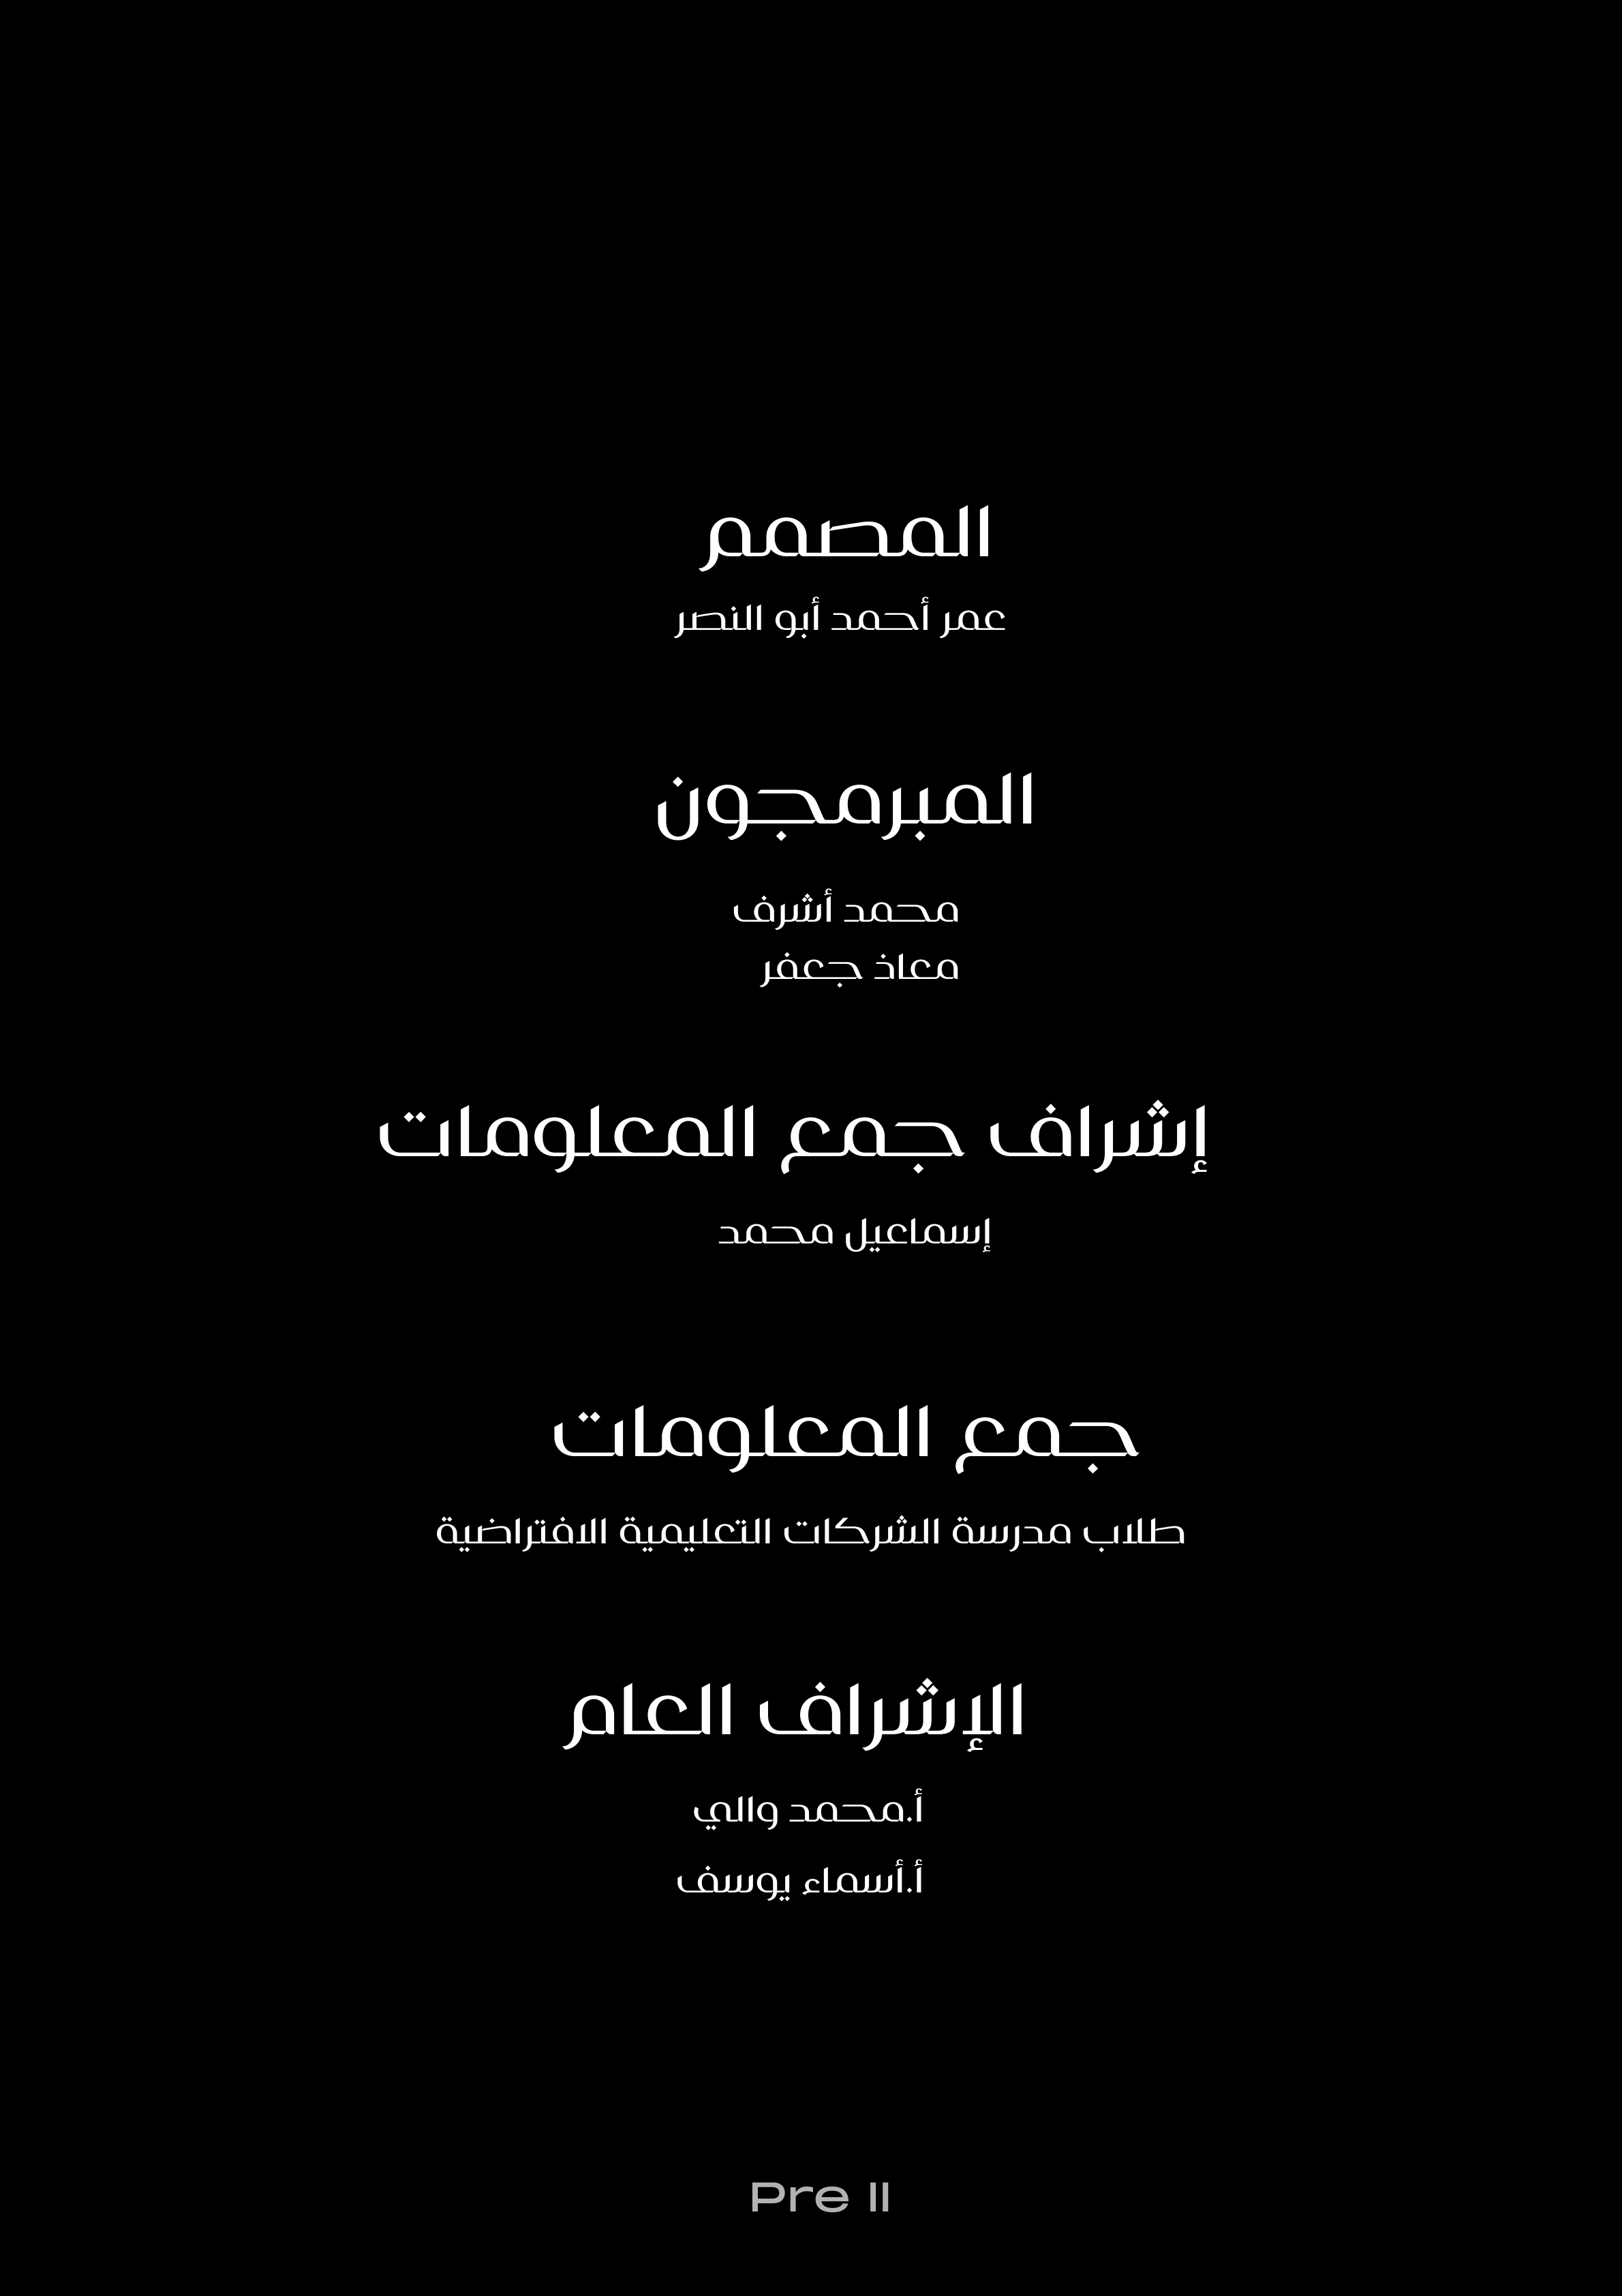 المصمم
عمر أحمد أبو النصر
المبرمجون
محمد أشرف
معاذ جعفر
إشراف جمع المعلومات
إسماعيل محمد
جمع المعلومات
طلاب مدرسة الشركات التعليمية الافتراضية
الإشراف العام
أ.محمد والي
أ.أسماء يوسف
Pre II